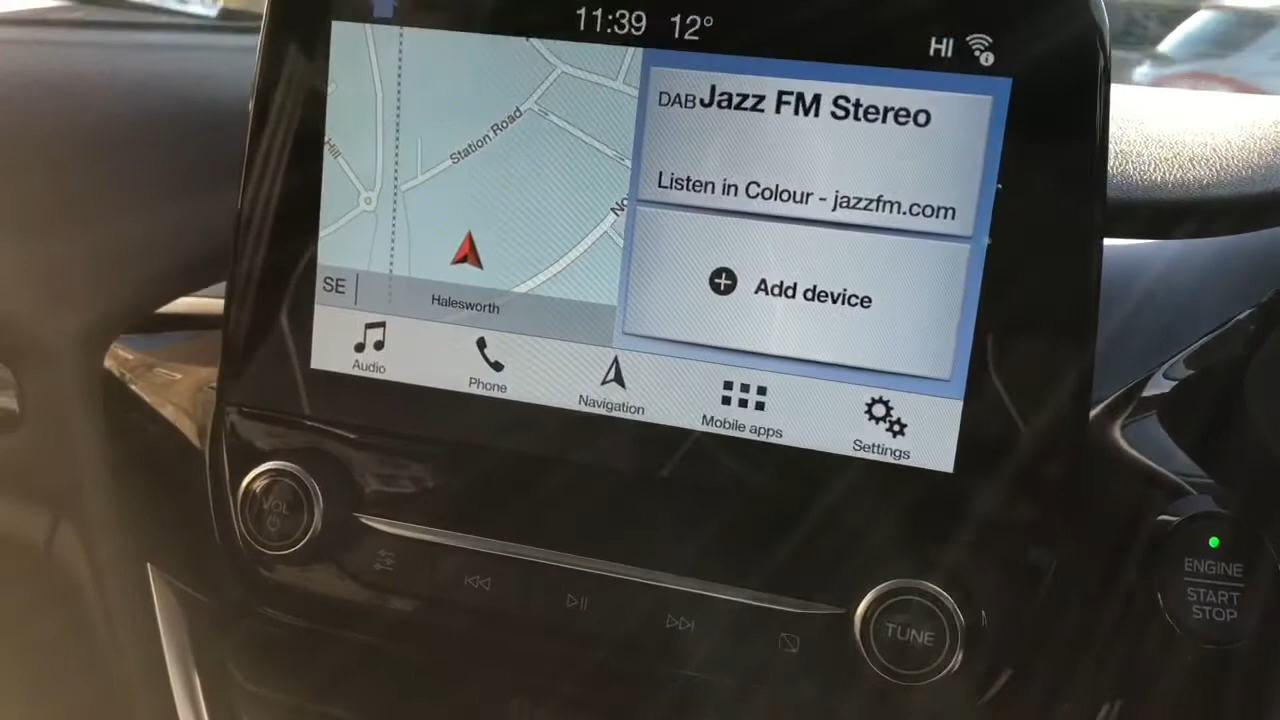 11:39 12°
HI
DAB Jazz FM Stereo
Listen in Colour - jazzfm.com
Add device
Station Road
Hill
No
SE
Halesworth
Audio
Phone
Navigation
Mobile apps
Settings
VOL
TUNE
ENGINE
START
STOP